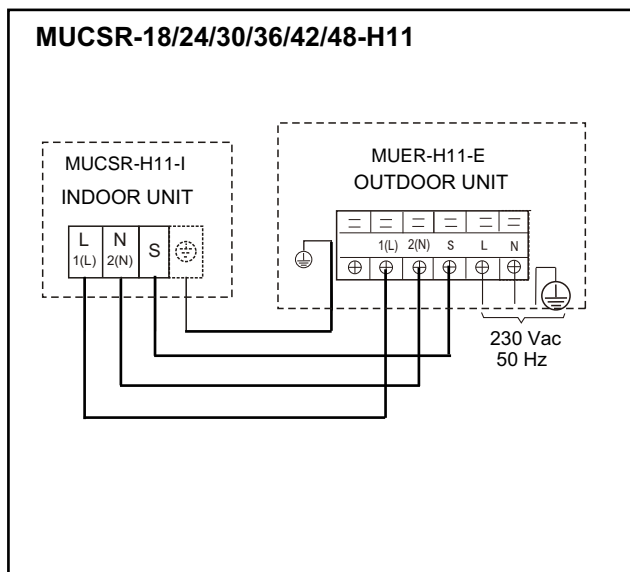 MUCSR-18/24/30/36/42/48-H11
MUCSR-H11-I
INDOOR UNIT
L N S
1(L) 2(N)
MUER-H11-E
OUTDOOR UNIT
1(L) 2(N) S L N
230 Vac
50 Hz